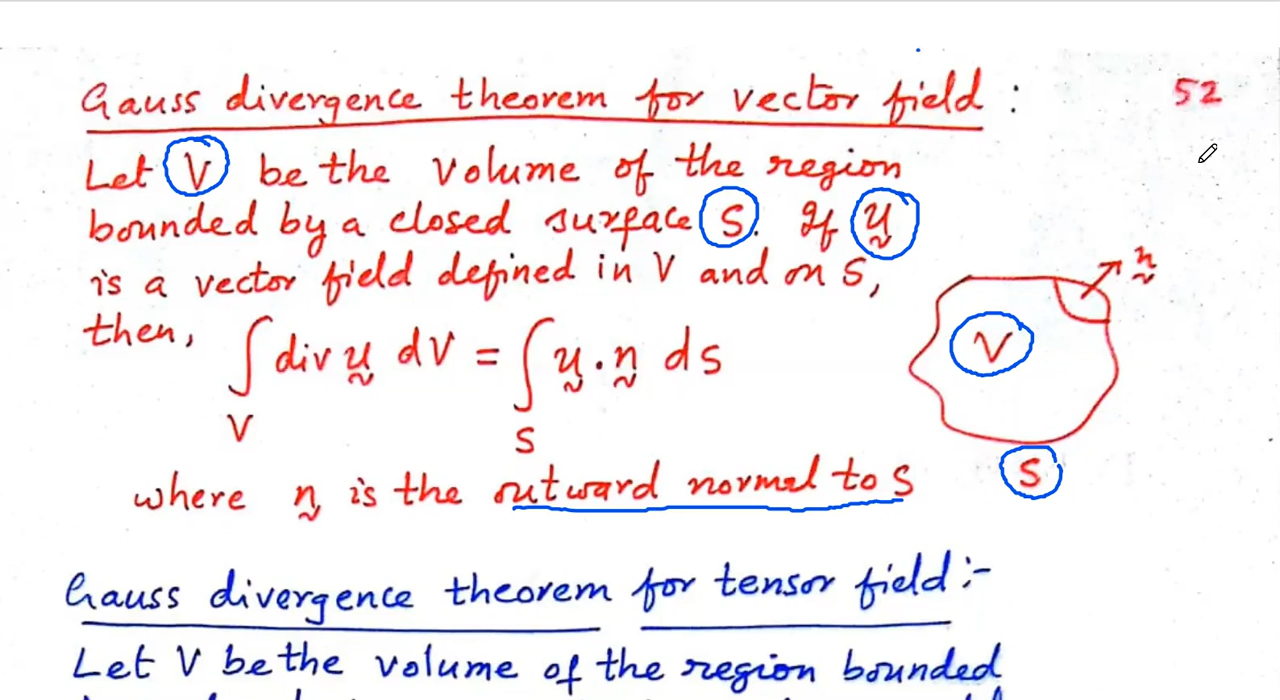 Gauss divergence theorem for vector field :
52
Let V be the volume of the region
bounded by a closed surface S. If u
is a vector field defined in V and on S,
then,
∫ div u dV = ∫ u . n ds
V S
n
V
S
where n is the outward normal to S
Gauss divergence theorem for tensor field :-
Let V be the volume of the region bounded